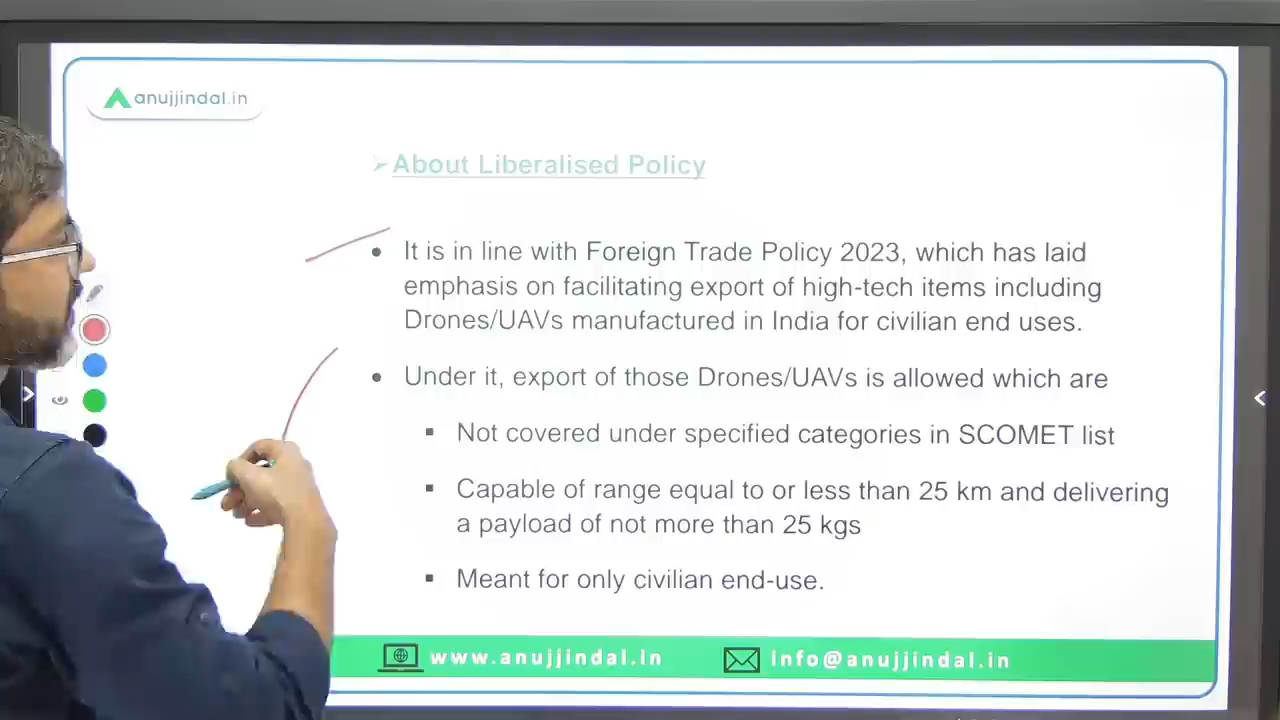 anujjindal.in
About Liberalised Policy
It is in line with Foreign Trade Policy 2023, which has laid
emphasis on facilitating export of high-tech items including
Drones/UAVs manufactured in India for civilian end uses.
Under it, export of those Drones/UAVs is allowed which are
Not covered under specified categories in SCOMET list
Capable of range equal to or less than 25 km and delivering
a payload of not more than 25 kgs
Meant for only civilian end-use.
www.anujjindal.in
info@anujjindal.in